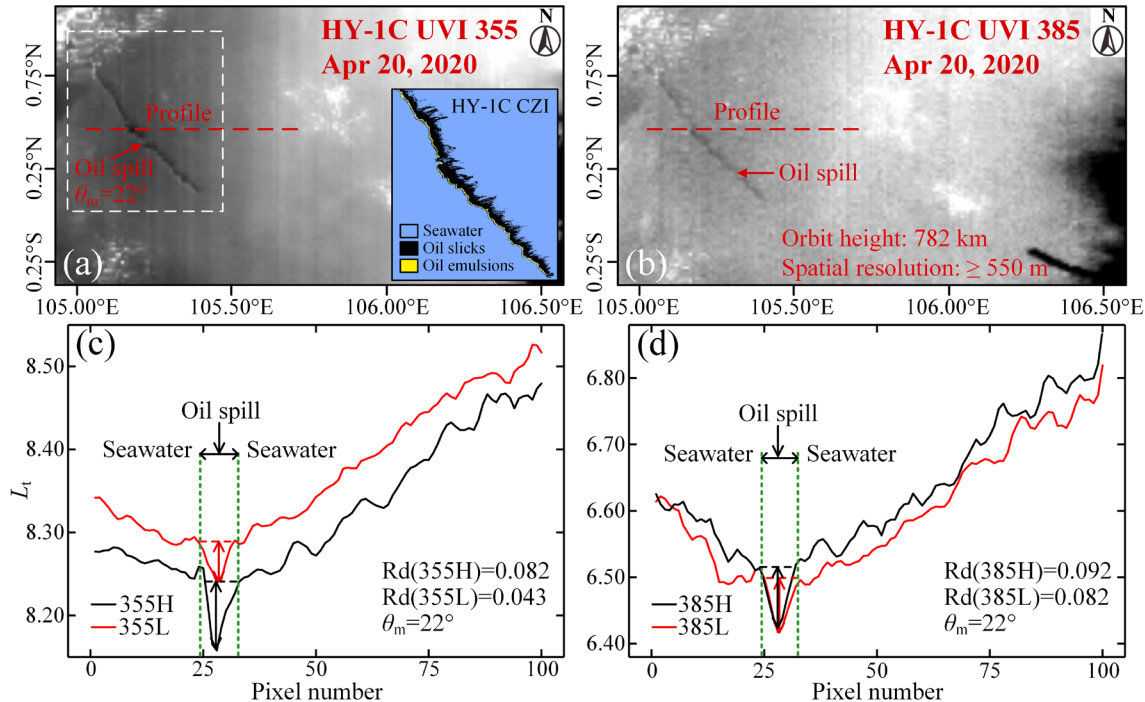 HY-1C UVI 355
Apr 20, 2020
N
0.75°N
0.25°N
0.25°S
Profile
Oil spill
θm=22°
HY-1C CZI
Seawater
Oil slicks
Oil emulsions
(a)
105.00°E
105.50°E
106.00°E
106.50°E
HY-1C UVI 385
Apr 20, 2020
N
0.75°N
0.25°N
0.25°S
Profile
Oil spill
Orbit height: 782 km
Spatial resolution: ≥ 550 m
(b)
105.00°E
105.50°E
106.00°E
106.50°E
(c)
8.50
8.40
8.30
8.20
Lt
Oil spill
Seawater
Seawater
Rd(355H)=0.082
Rd(355L)=0.043
θm=22°
355H
355L
0
25
50
75
100
Pixel number
(d)
6.80
6.70
6.60
6.50
6.40
Oil spill
Seawater
Seawater
Rd(385H)=0.092
Rd(385L)=0.082
θm=22°
385H
385L
0
25
50
75
100
Pixel number